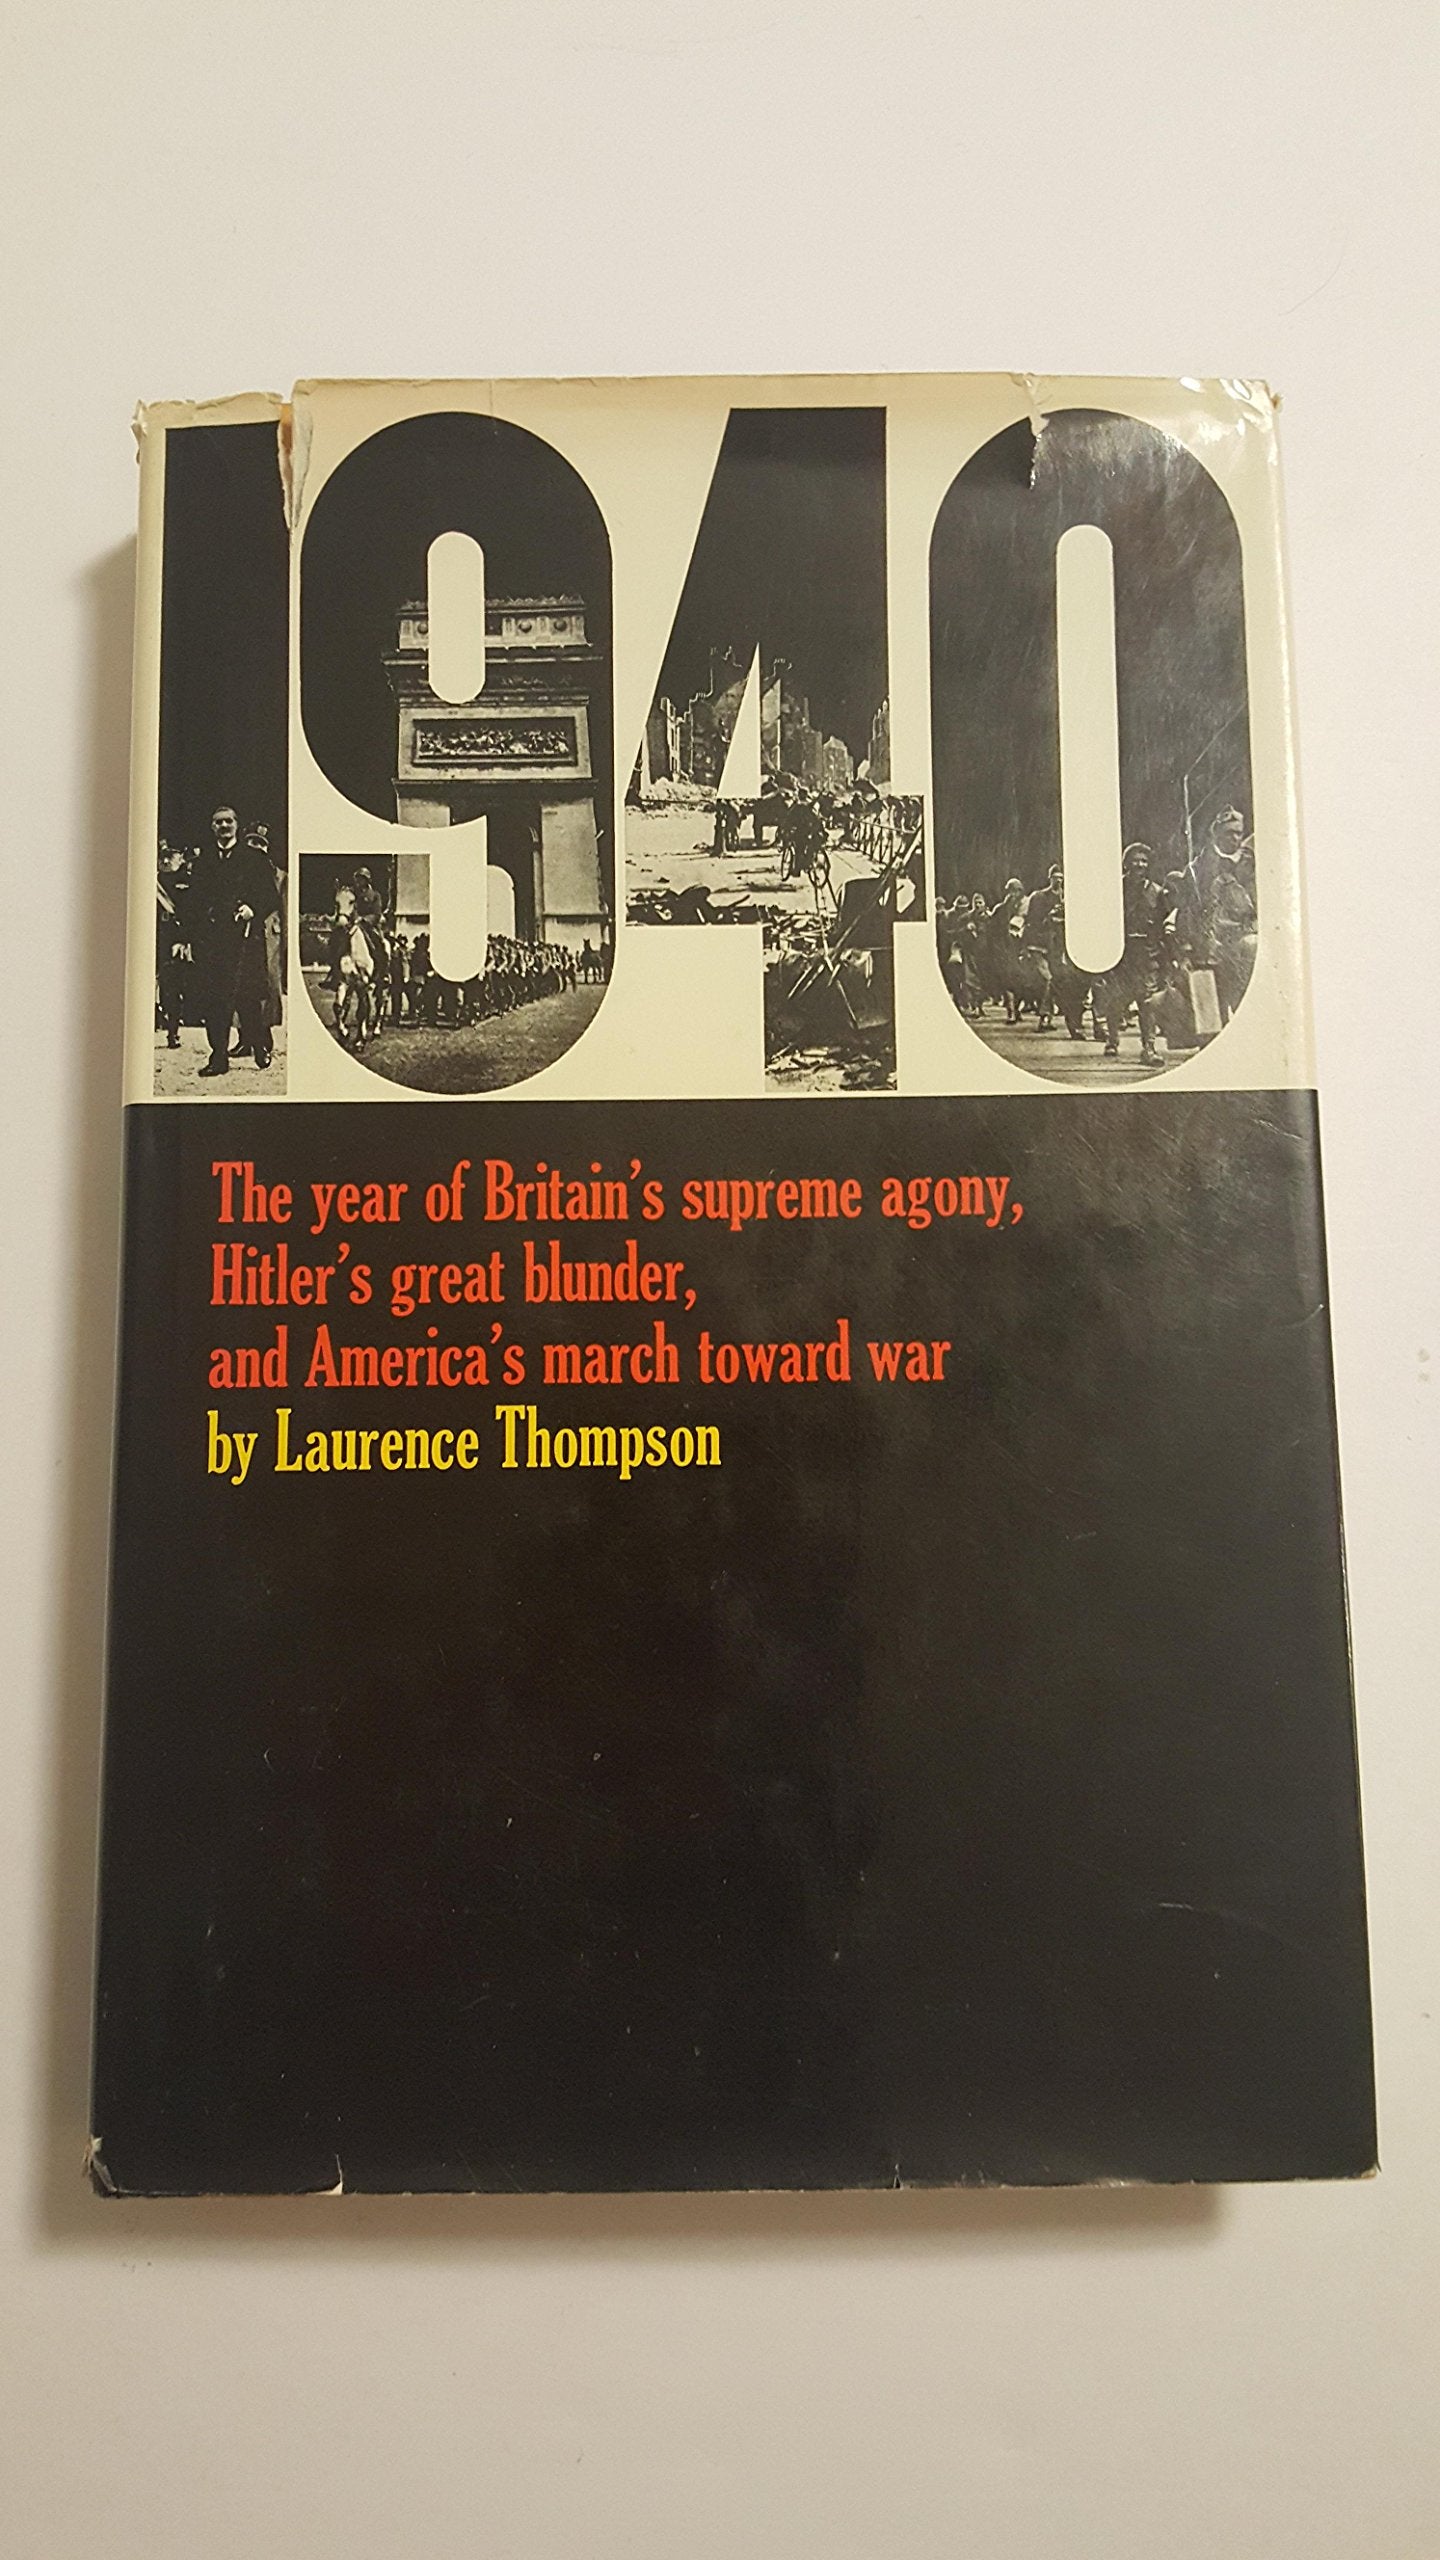 1940
The year of Britain's supreme agony,
Hitler's great blunder,
and America's march toward war
by Laurence Thompson